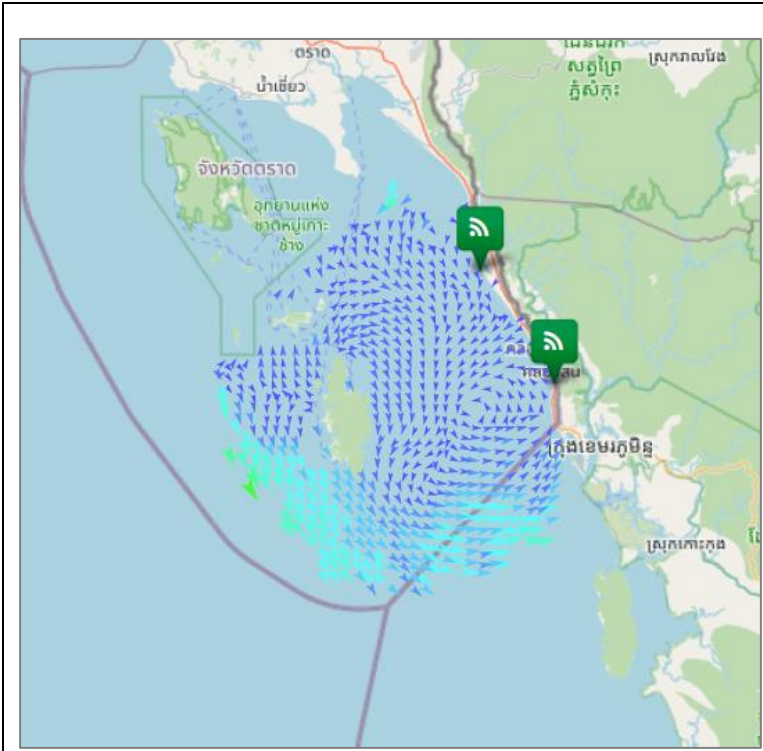 ตราด
សត្វព្រៃ
ភ្នំសំកុះ
ស្រុករាលវែង
น้ำเชี่ยว
จังหวัดตราด
อุทยานแห่ง
ชาติหมู่เกาะ
ช้าง
ក្រុងខេមរភូមិន្ទ
ស្រុកកោះកុង